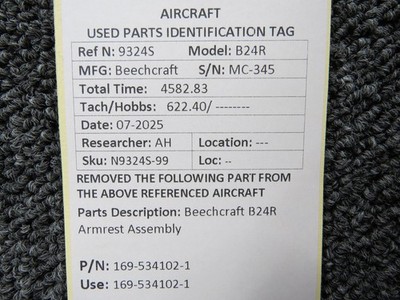 AIRCRAFT
USED PARTS IDENTIFICATION TAG
Ref N: 9324S Model: B24R
MFG: Beechcraft S/N: MC-345
Total Time: 4582.83
Tach/Hobbs: 622.40/ --------
Date: 07-2025
Researcher: AH Location: ---
Sku: N9324S-99 Loc: --
REMOVED THE FOLLOWING PART FROM
THE ABOVE REFERENCED AIRCRAFT
Parts Description: Beechcraft B24R
Armrest Assembly
P/N: 169-534102-1
Use: 169-534102-1